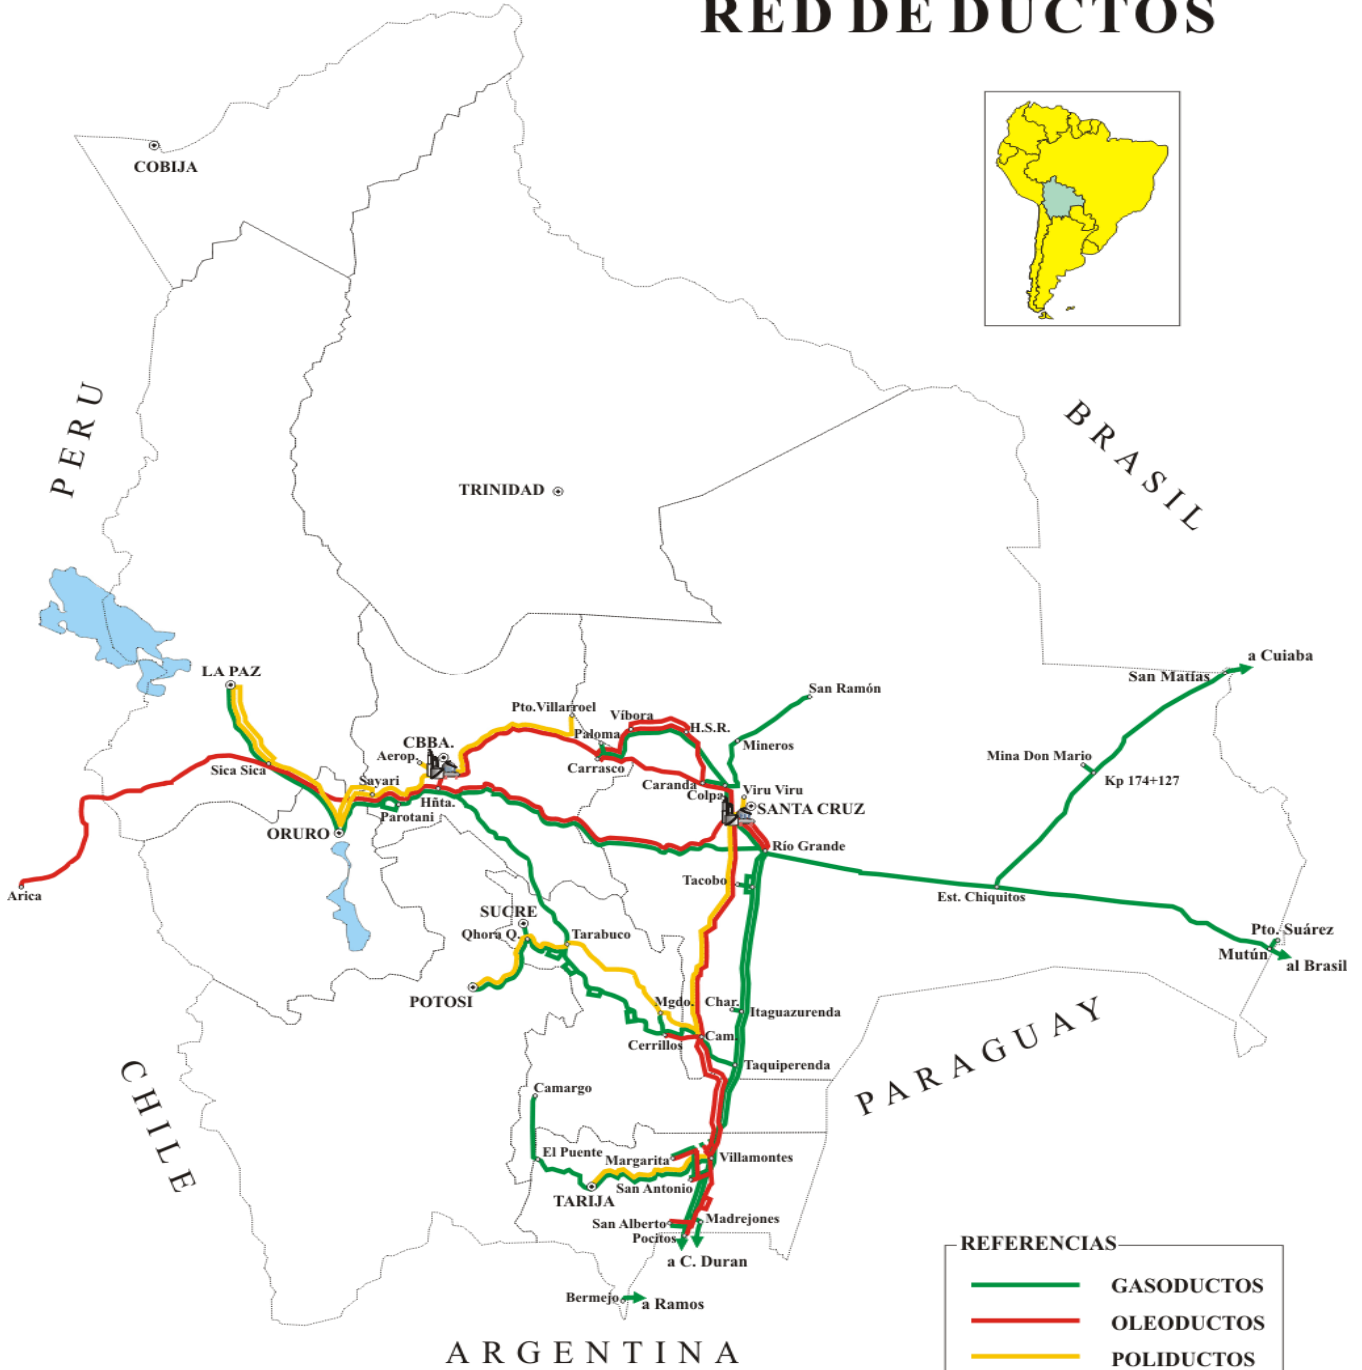 RED DE DUCTOS
COBIJA
PERU
BRASIL
TRINIDAD
a Cuiaba
San Matías
LA PAZ
San Ramón
Pto.Villarroel
Víbora
H.S.R.
Paloma
CBBA.
Mineros
Aerop.
Mina Don Mario
Sica Sica
Carrasco
Kp 174+127
Sayari
Caranda
Viru Viru
Colpa
Hñta.
SANTA CRUZ
Parotani
ORURO
Río Grande
Tacobo
Arica
Est. Chiquitos
SUCRE
Qhora Q.
Tarabuco
Pto. Suárez
Mutún
al Brasil
POTOSI
Mgdo.
Char.
Itaguazurenda
Cerrillos
Cam.
PARAGUAY
Taquiperenda
CHILE
Camargo
El Puente
Margarita
Villamontes
San Antonio
TARIJA
San Alberto
Madrejones
Pocitos
a C. Duran
Bermejo
a Ramos
ARGENTINA
REFERENCIAS
GASODUCTOS
OLEODUCTOS
POLIDUCTOS